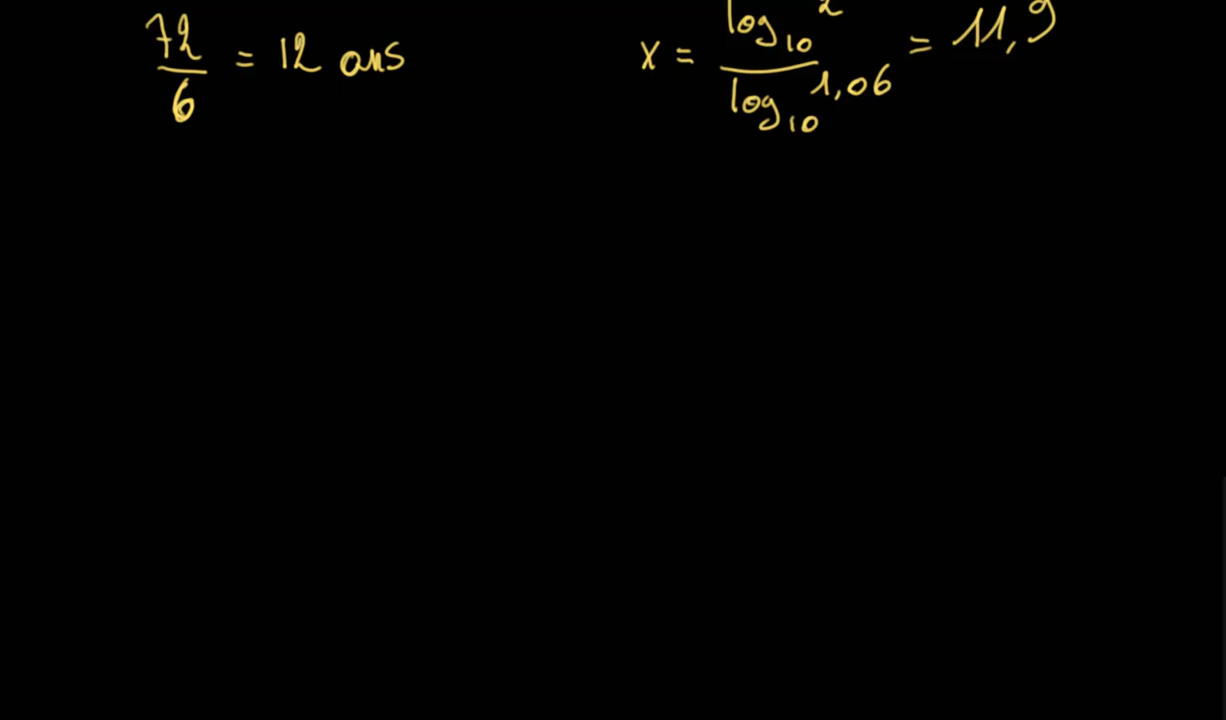 72/6 = 12 ans
x = log₁₀ 2 / log₁₀ 1,06 = 11,9